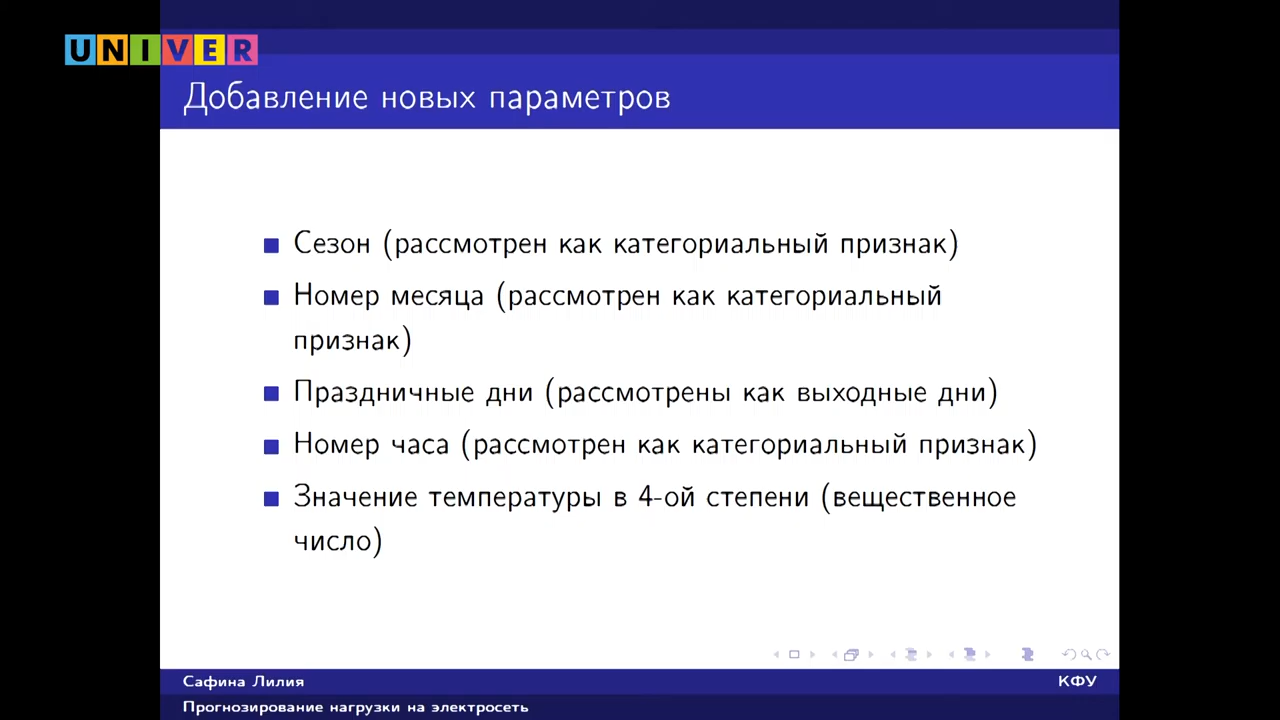 UNIVER
Добавление новых параметров
Сезон (рассмотрен как категориальный признак)
Номер месяца (рассмотрен как категориальный
признак)
Праздничные дни (рассмотрены как выходные дни)
Номер часа (рассмотрен как категориальный признак)
Значение температуры в 4-ой степени (вещественное
число)
Сафина Лилия
КФУ
Прогнозирование нагрузки на электросеть